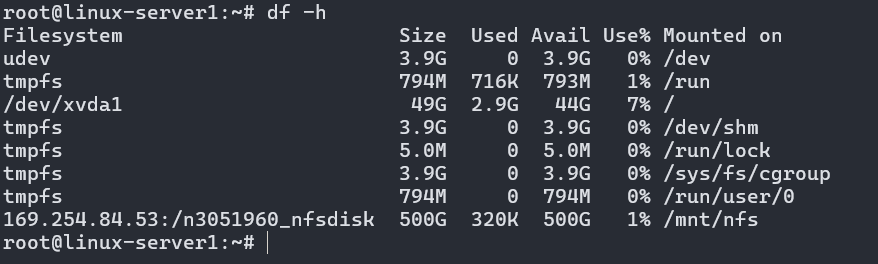 root@linux-server1:~# df -h
Filesystem                         Size  Used Avail Use% Mounted on
udev                               3.9G     0  3.9G   0% /dev
tmpfs                              794M  716K  793M   1% /run
/dev/xvda1                          49G  2.9G   44G   7% /
tmpfs                              3.9G     0  3.9G   0% /dev/shm
tmpfs                              5.0M     0  5.0M   0% /run/lock
tmpfs                              3.9G     0  3.9G   0% /sys/fs/cgroup
tmpfs                              794M     0  794M   0% /run/user/0
169.254.84.53:/n3051960_nfsdisk  500G  320K  500G   1% /mnt/nfs
root@linux-server1:~#